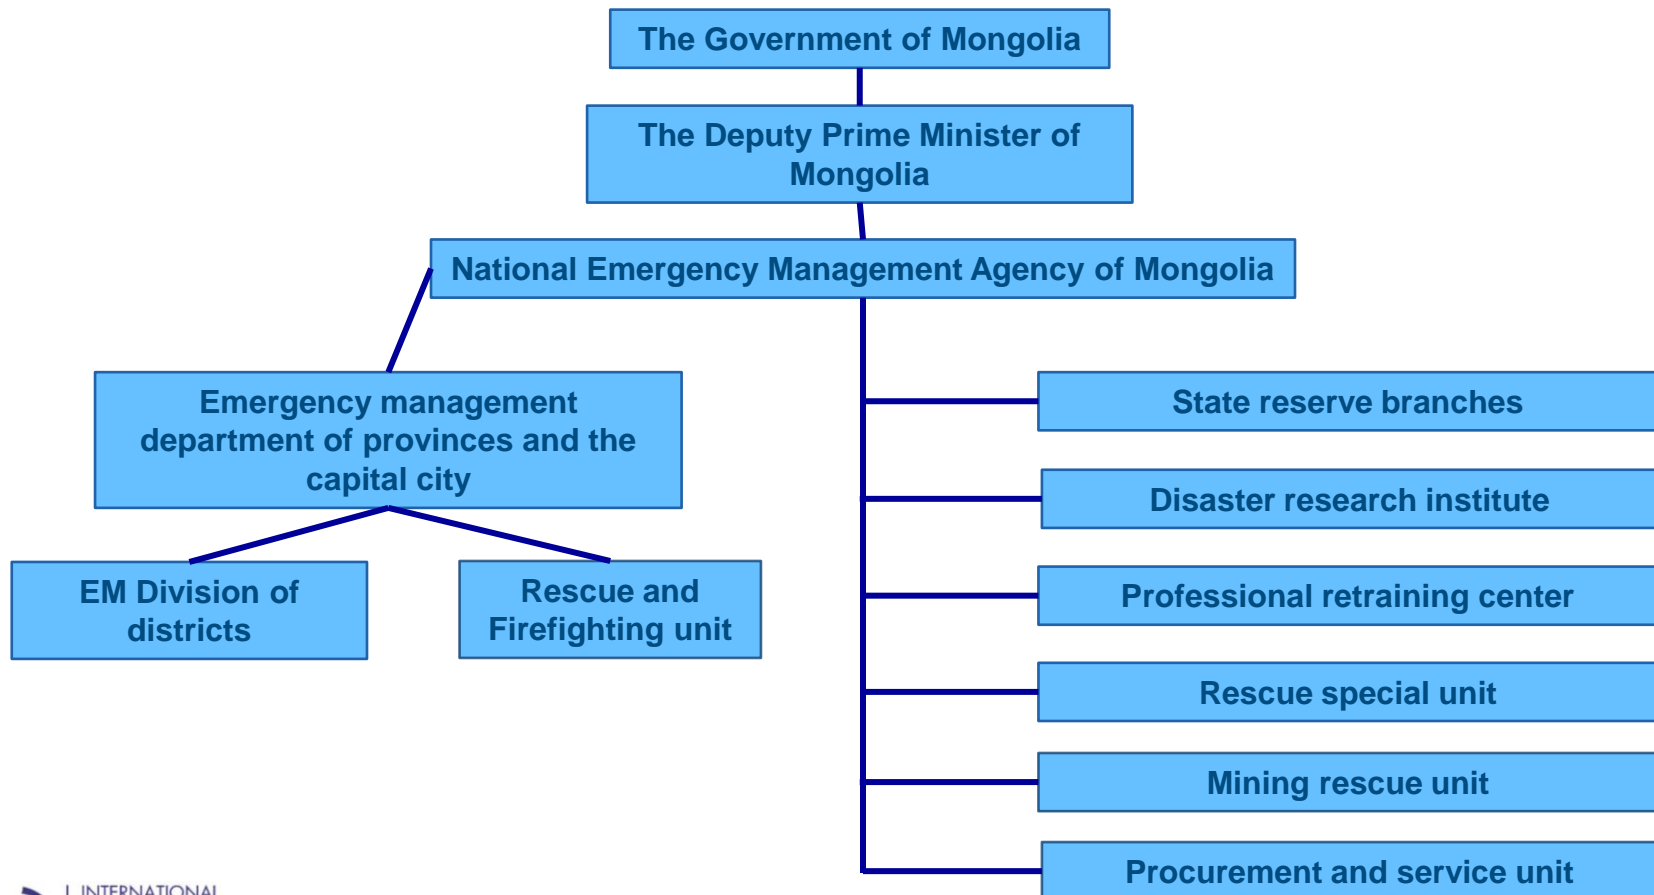 The Government of Mongolia
The Deputy Prime Minister of
Mongolia
National Emergency Management Agency of Mongolia
Emergency management
department of provinces and the
capital city
EM Division of
districts
Rescue and
Firefighting unit
State reserve branches
Disaster research institute
Professional retraining center
Rescue special unit
Mining rescue unit
Procurement and service unit
INTERNATIONAL